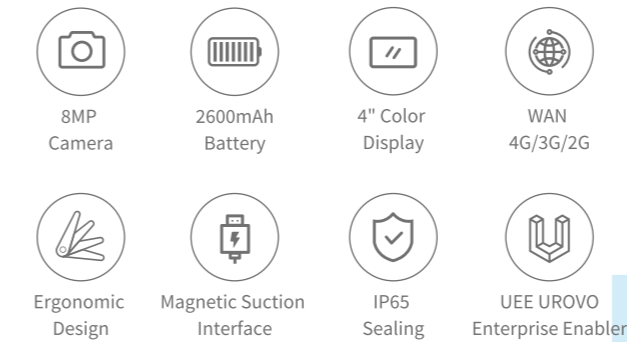 8MP
Camera
2600mAh
Battery
4" Color
Display
WAN
4G/3G/2G
Ergonomic
Design
Magnetic Suction
Interface
IP65
Sealing
UEE UROVO
Enterprise Enabler